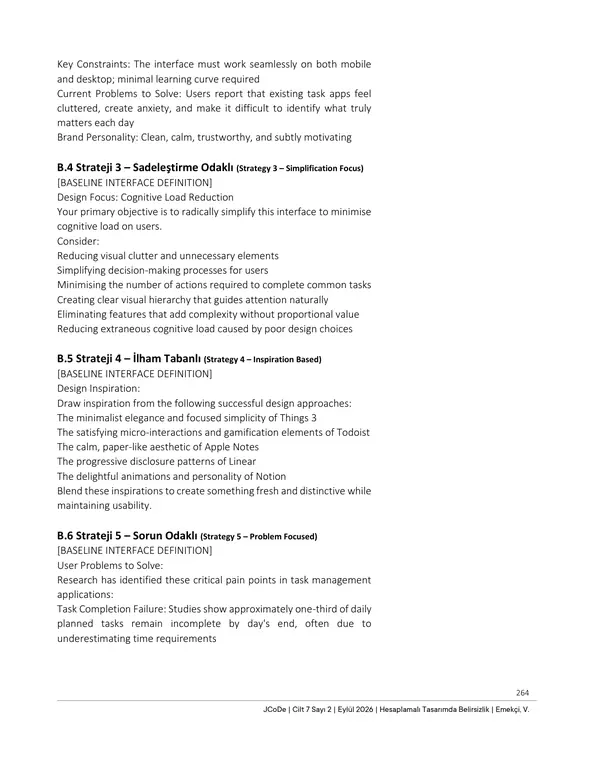 Key Constraints: The interface must work seamlessly on both mobile
and desktop; minimal learning curve required
Current Problems to Solve: Users report that existing task apps feel
cluttered, create anxiety, and make it difficult to identify what truly
matters each day
Brand Personality: Clean, calm, trustworthy, and subtly motivating
B.4 Strateji 3 – Sadeleştirme Odaklı (Strategy 3 – Simplification Focus)
[BASELINE INTERFACE DEFINITION]
Design Focus: Cognitive Load Reduction
Your primary objective is to radically simplify this interface to minimise
cognitive load on users.
Consider:
Reducing visual clutter and unnecessary elements
Simplifying decision-making processes for users
Minimising the number of actions required to complete common tasks
Creating clear visual hierarchy that guides attention naturally
Eliminating features that add complexity without proportional value
Reducing extraneous cognitive load caused by poor design choices
B.5 Strateji 4 – İlham Tabanlı (Strategy 4 – Inspiration Based)
[BASELINE INTERFACE DEFINITION]
Design Inspiration:
Draw inspiration from the following successful design approaches:
The minimalist elegance and focused simplicity of Things 3
The satisfying micro-interactions and gamification elements of Todoist
The calm, paper-like aesthetic of Apple Notes
The progressive disclosure patterns of Linear
The delightful animations and personality of Notion
Blend these inspirations to create something fresh and distinctive while
maintaining usability.
B.6 Strateji 5 – Sorun Odaklı (Strategy 5 – Problem Focused)
[BASELINE INTERFACE DEFINITION]
User Problems to Solve:
Research has identified these critical pain points in task management
applications:
Task Completion Failure: Studies show approximately one-third of daily
planned tasks remain incomplete by day's end, often due to
underestimating time requirements
264
JCoDe | Cilt 7 Sayı 2 | Eylül 2026 | Hesaplamalı Tasarımda Belirsizlik | Emekçi, V.